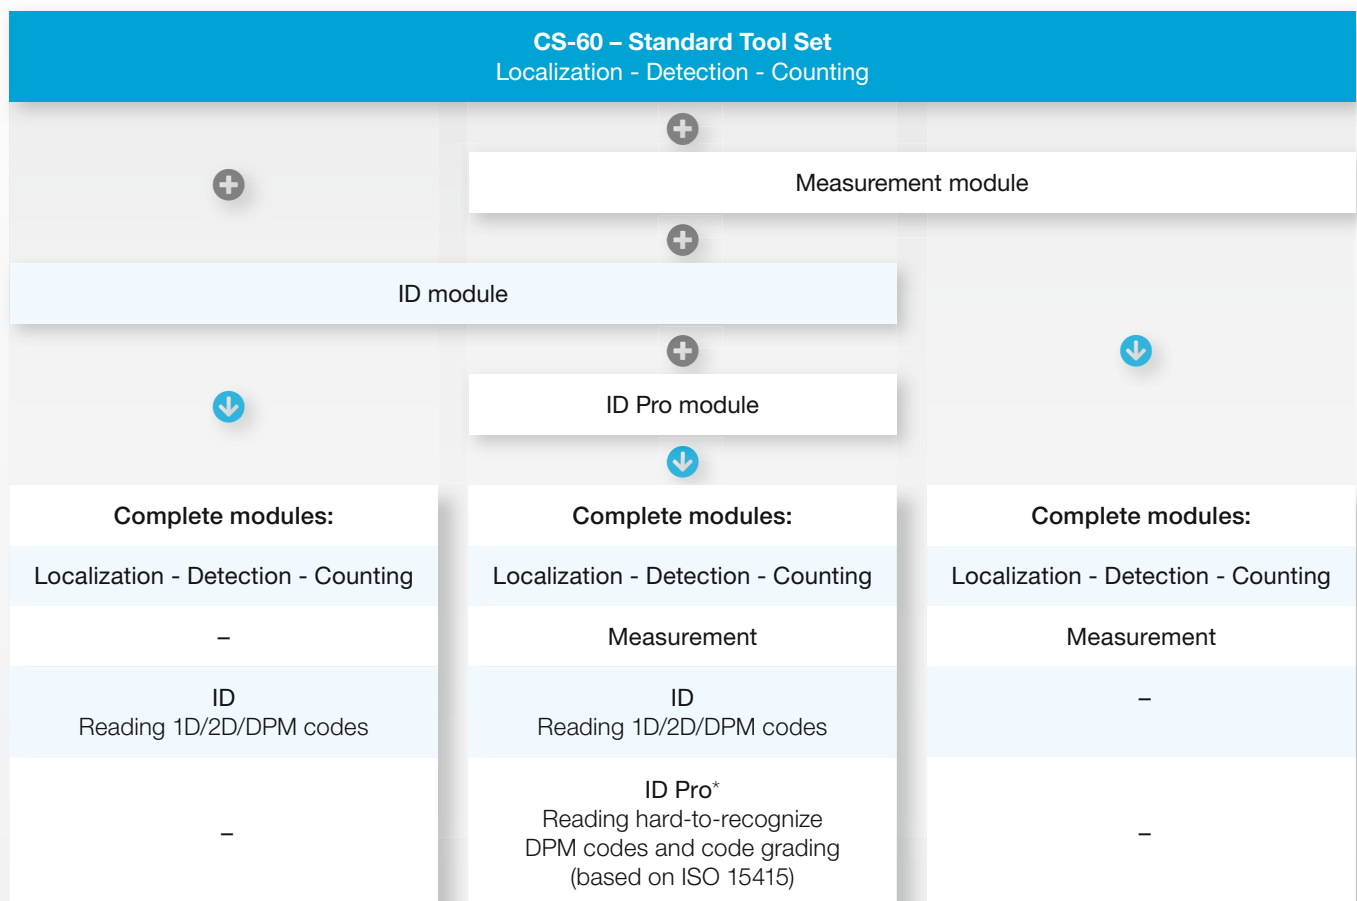 CS-60 – Standard Tool Set
Localization - Detection - Counting
Measurement module
ID module
ID Pro module
Complete modules:
Localization - Detection - Counting
–
ID
Reading 1D/2D/DPM codes
–
Complete modules:
Localization - Detection - Counting
Measurement
ID
Reading 1D/2D/DPM codes
ID Pro*
Reading hard-to-recognize
DPM codes and code grading
(based on ISO 15415)
Complete modules:
Localization - Detection - Counting
Measurement
–
–